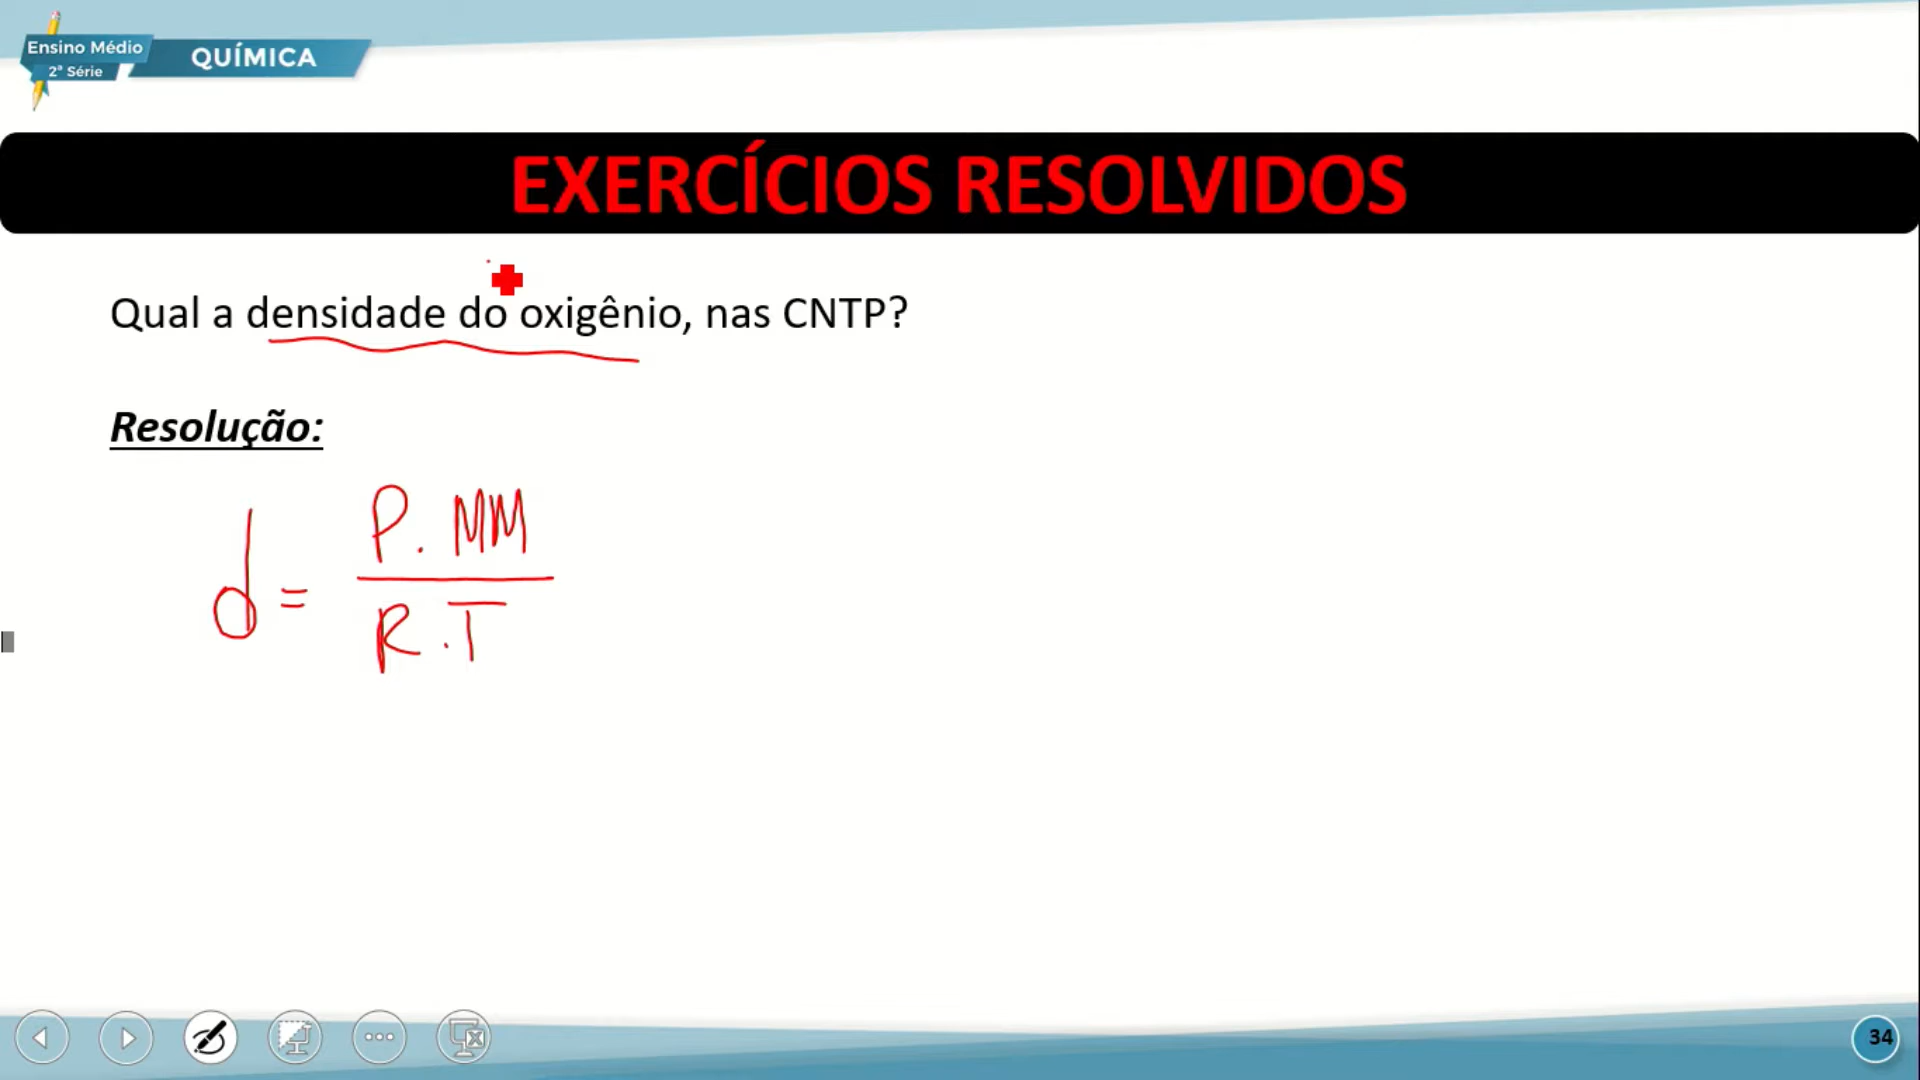 Ensino Médio
2ª Série
QUÍMICA
EXERCÍCIOS RESOLVIDOS
Qual a densidade do oxigênio, nas CNTP?
Resolução:
d = P. MM
R . T
34